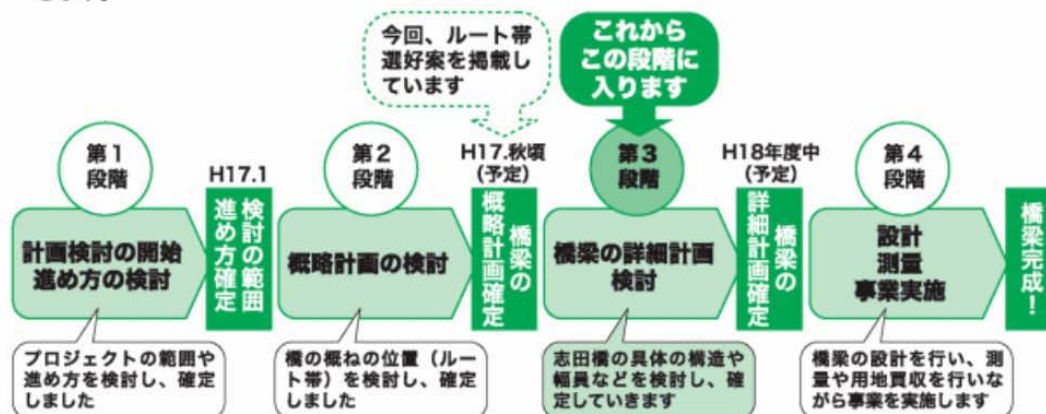 今回、ルート帯
選好案を掲載し
ています
これから
この段階に
入ります
第1
段階
H17.1
第2
段階
H17.秋頃
(予定)
第3
段階
H18年度中
(予定)
第4
段階
計画検討の開始
進め方の検討
検討の範囲
進め方確定
概略計画の検討
橋梁の
概略計画確定
橋梁の詳細計画
検討
橋梁の
詳細計画確定
設計
測量
事業実施
橋梁完成！
プロジェクトの範囲や
進め方を検討し、確定
しました
橋の概ねの位置（ルー
ト帯）を検討し、確定
しました
志田橋の具体の構造や
幅員などを検討し、確
定していきます
橋梁の設計を行い、測
量や用地買収を行いな
がら事業を実施します